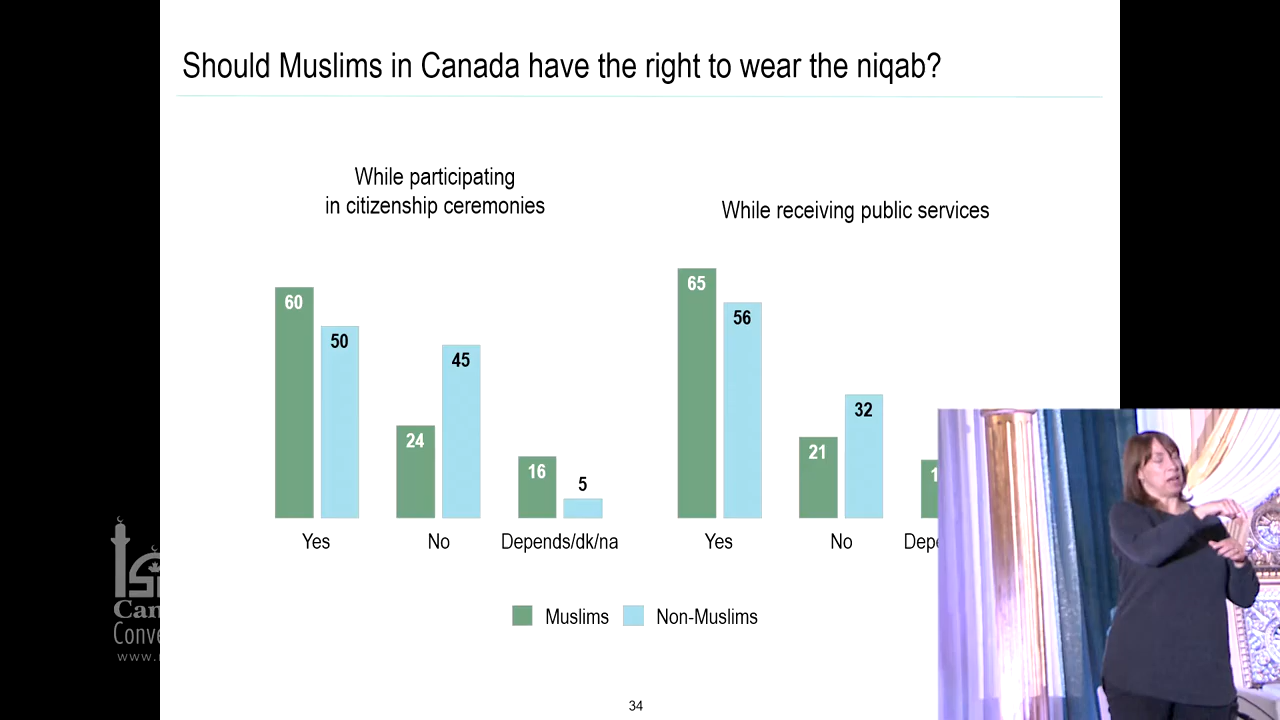 Should Muslims in Canada have the right to wear the niqab?
While participating
in citizenship ceremonies
While receiving public services
60
50
24
45
16
5
65
56
21
32
Yes
No
Depends/dk/na
Yes
No
Muslims
Non-Muslims
34